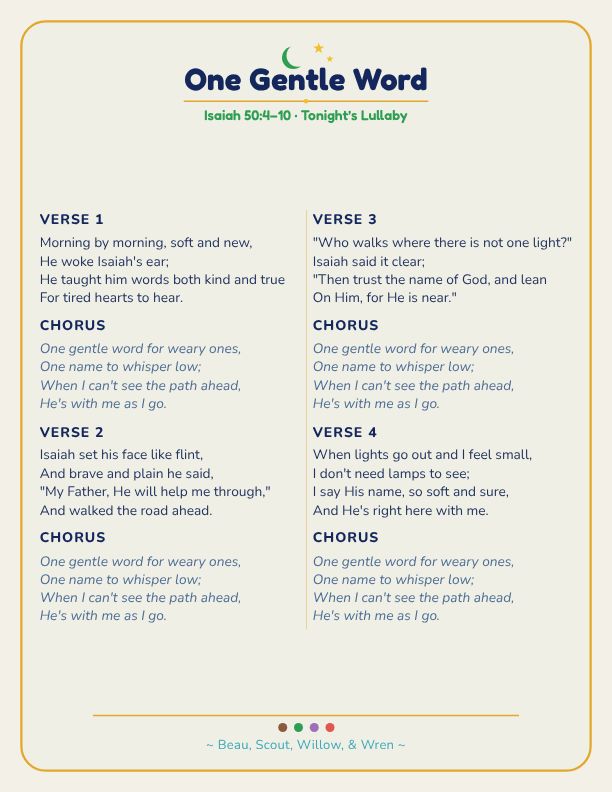 One Gentle Word
Isaiah 50:4–10 · Tonight's Lullaby
VERSE 1
Morning by morning, soft and new,
He woke Isaiah's ear;
He taught him words both kind and true
For tired hearts to hear.
CHORUS
One gentle word for weary ones,
One name to whisper low;
When I can't see the path ahead,
He's with me as I go.
VERSE 2
Isaiah set his face like flint,
And brave and plain he said,
"My Father, He will help me through,"
And walked the road ahead.
CHORUS
One gentle word for weary ones,
One name to whisper low;
When I can't see the path ahead,
He's with me as I go.
VERSE 3
"Who walks where there is not one light?"
Isaiah said it clear;
"Then trust the name of God, and lean
On Him, for He is near."
CHORUS
One gentle word for weary ones,
One name to whisper low;
When I can't see the path ahead,
He's with me as I go.
VERSE 4
When lights go out and I feel small,
I don't need lamps to see;
I say His name, so soft and sure,
And He's right here with me.
CHORUS
One gentle word for weary ones,
One name to whisper low;
When I can't see the path ahead,
He's with me as I go.
~ Beau, Scout, Willow, & Wren ~